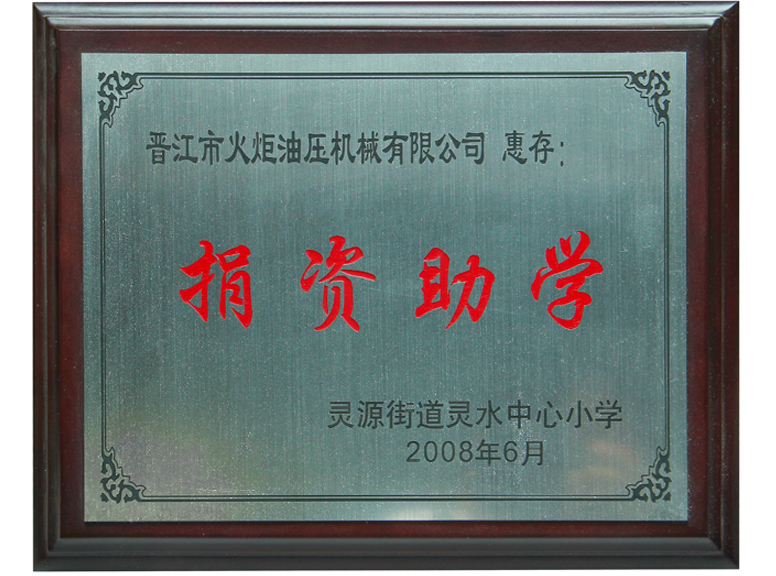 晋江市火炬油压机械有限公司 惠存：
捐资助学
灵源街道灵水中心小学
2008年6月